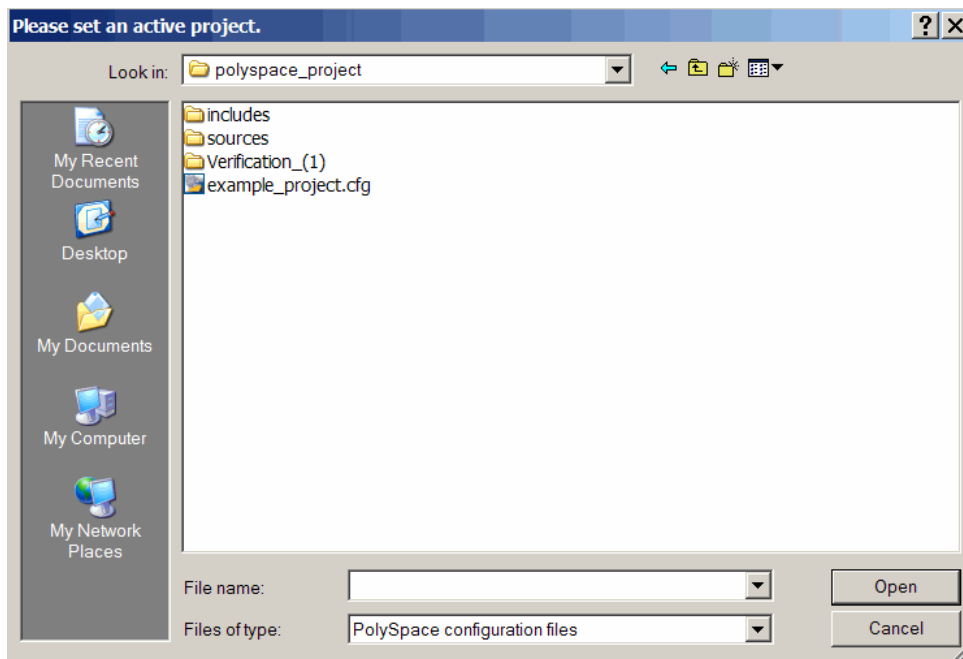 Please set an active project.
?
X
Look in:
polyspace_project
My Recent
Documents
Desktop
My Documents
My Computer
My Network
Places
includes
sources
Verification_(1)
example_project.cfg
File name:
Open
Files of type:
PolySpace configuration files
Cancel